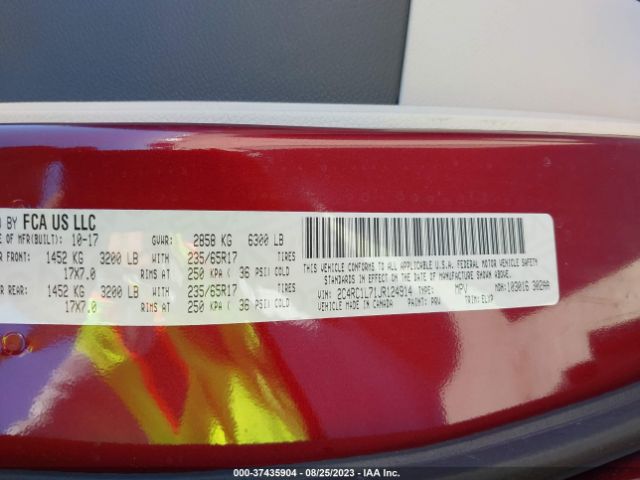 D BY FCA US LLC
E OF MFR(BUILT): 10-17 GVWR: 2858 KG 6300 LB
FRONT: 1452 KG 3200 LB WITH 235/65R17 TIRES
17X7.0 RIMS AT 250 KPA ( 36 PSI) COLD
REAR: 1452 KG 3200 LB WITH 235/65R17 TIRES
17X7.0 RIMS AT 250 KPA ( 36 PSI) COLD
THIS VEHICLE CONFORMS TO ALL APPLICABLE U.S.A. FEDERAL MOTOR VEHICLE SAFETY
STANDARDS IN EFFECT ON THE DATE OF MANUFACTURE SHOWN ABOVE.
VIN: 2C4RC1L71JR124914 TYPE: MPV MDH: 103016 302AA
VEHICLE MADE IN CANADA PAINT: PRV TRIM: ELXP
000-37435904 / 08/25/2023 - IAA Inc.